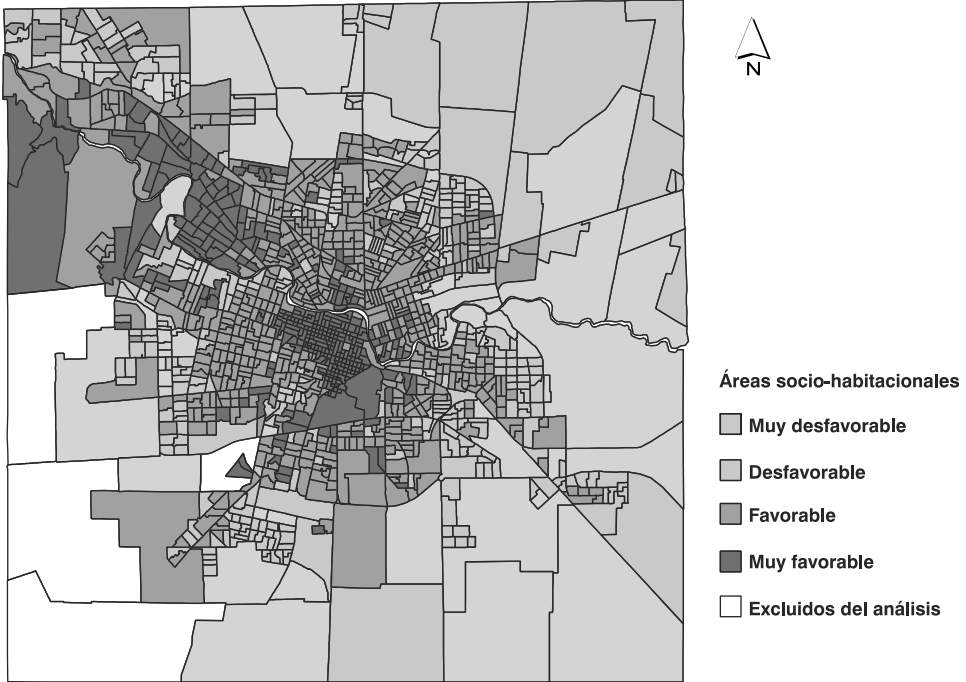 N
Áreas socio-habitacionales
Muy desfavorable
Desfavorable
Favorable
Muy favorable
Excluidos del análisis